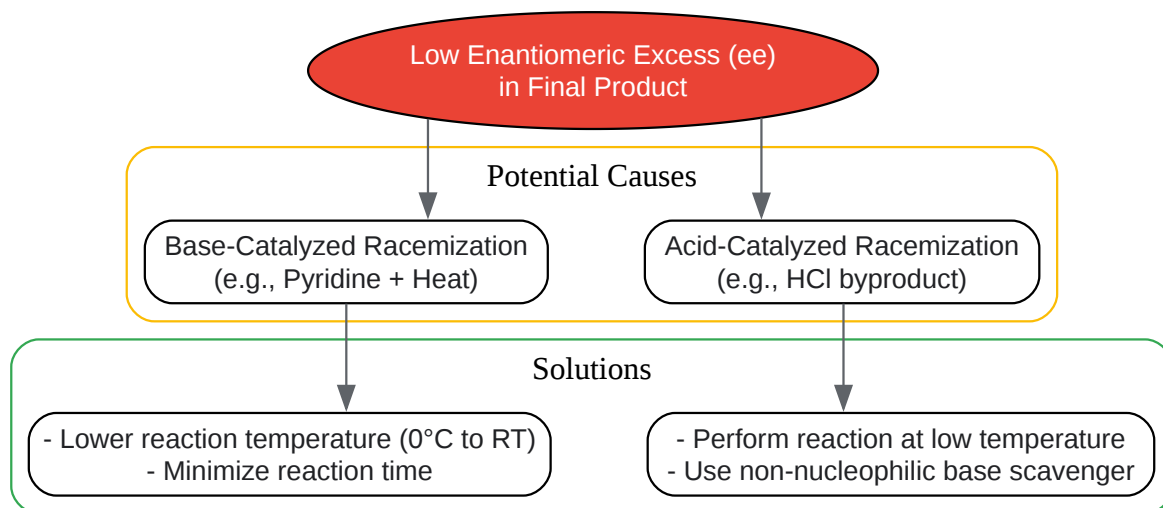 Low Enantiomeric Excess (ee)
in Final Product
Potential Causes
Base-Catalyzed Racemization
(e.g., Pyridine + Heat)
Acid-Catalyzed Racemization
(e.g., HCl byproduct)
Solutions
- Lower reaction temperature (0°C to RT)
- Minimize reaction time
- Perform reaction at low temperature
- Use non-nucleophilic base scavenger